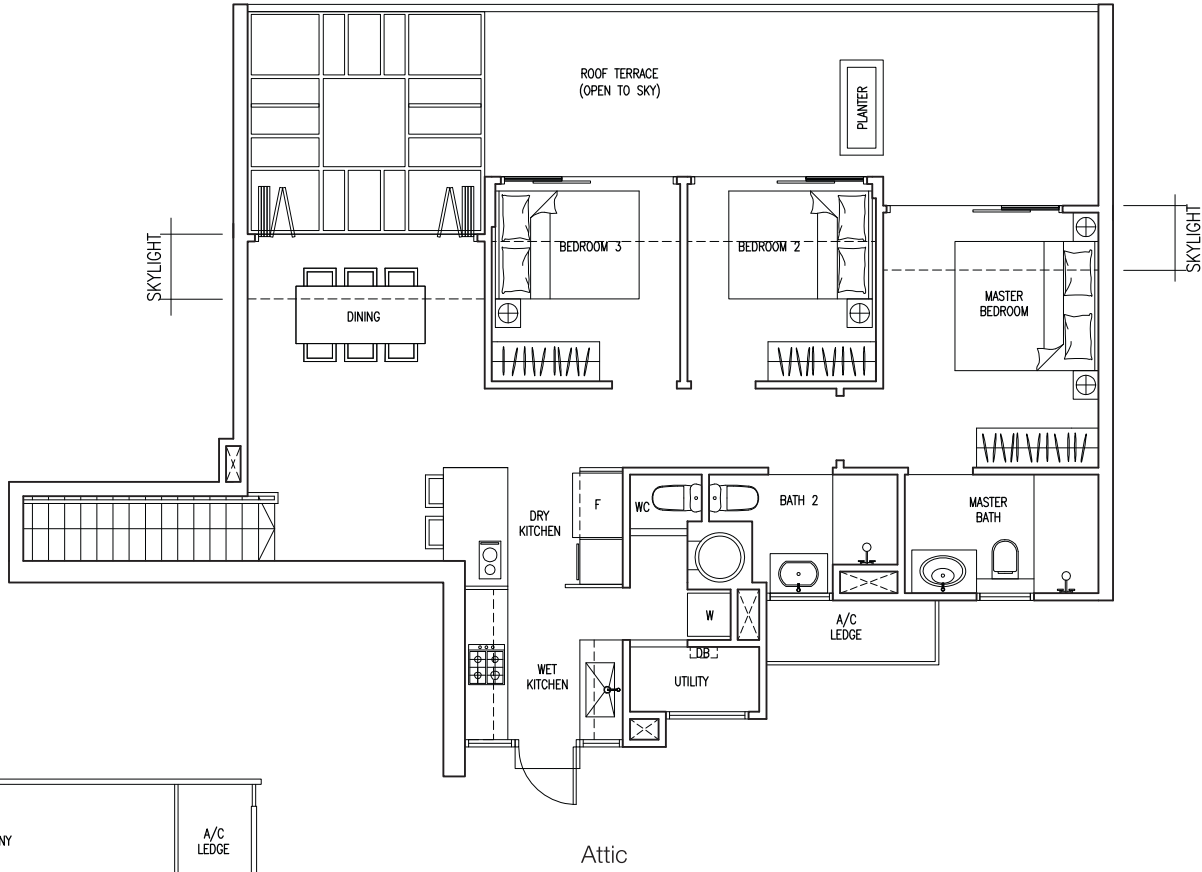 ROOF TERRACE
(OPEN TO SKY)
PLANTER
SKYLIGHT
SKYLIGHT
BEDROOM 3
BEDROOM 2
MASTER
BEDROOM
DINING
X
F
WC
BATH 2
MASTER
BATH
DRY
KITCHEN
W
A/C
LEDGE
DB
WET
KITCHEN
UTILITY
NY
A/C
LEDGE
Attic